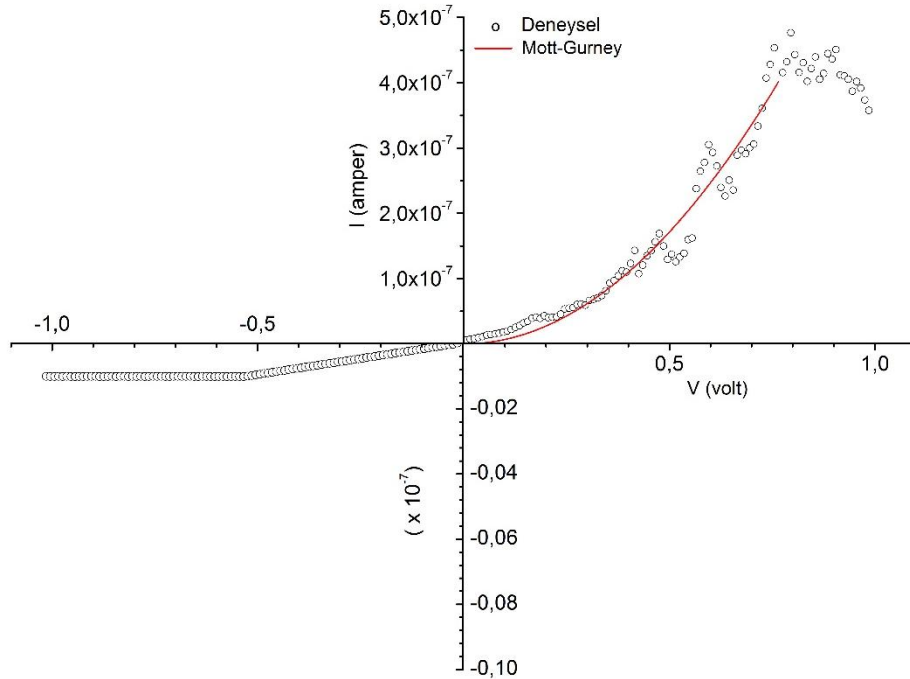 5,0x10⁻⁷
Deneysel
Mott-Gurney
4,0x10⁻⁷
3,0x10⁻⁷
I (amper)
2,0x10⁻⁷
1,0x10⁻⁷
-1,0
-0,5
0,5
1,0
V (volt)
-0,02
-0,04
( x 10⁻⁷)
-0,06
-0,08
-0,10